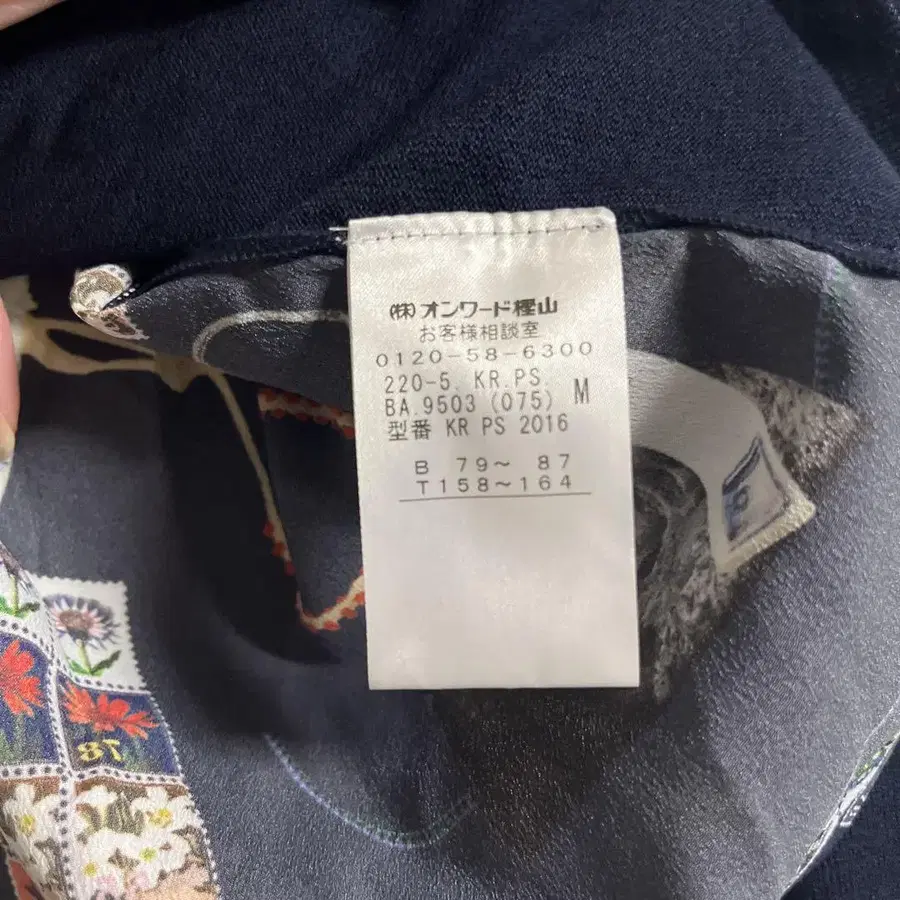 (株)オンワード樫山
お客様相談室
0120-58-6300
220-5. KR.PS.
BA.9503 (075) M
型番 KR PS 2016
B 79～ 87
T158～164
78